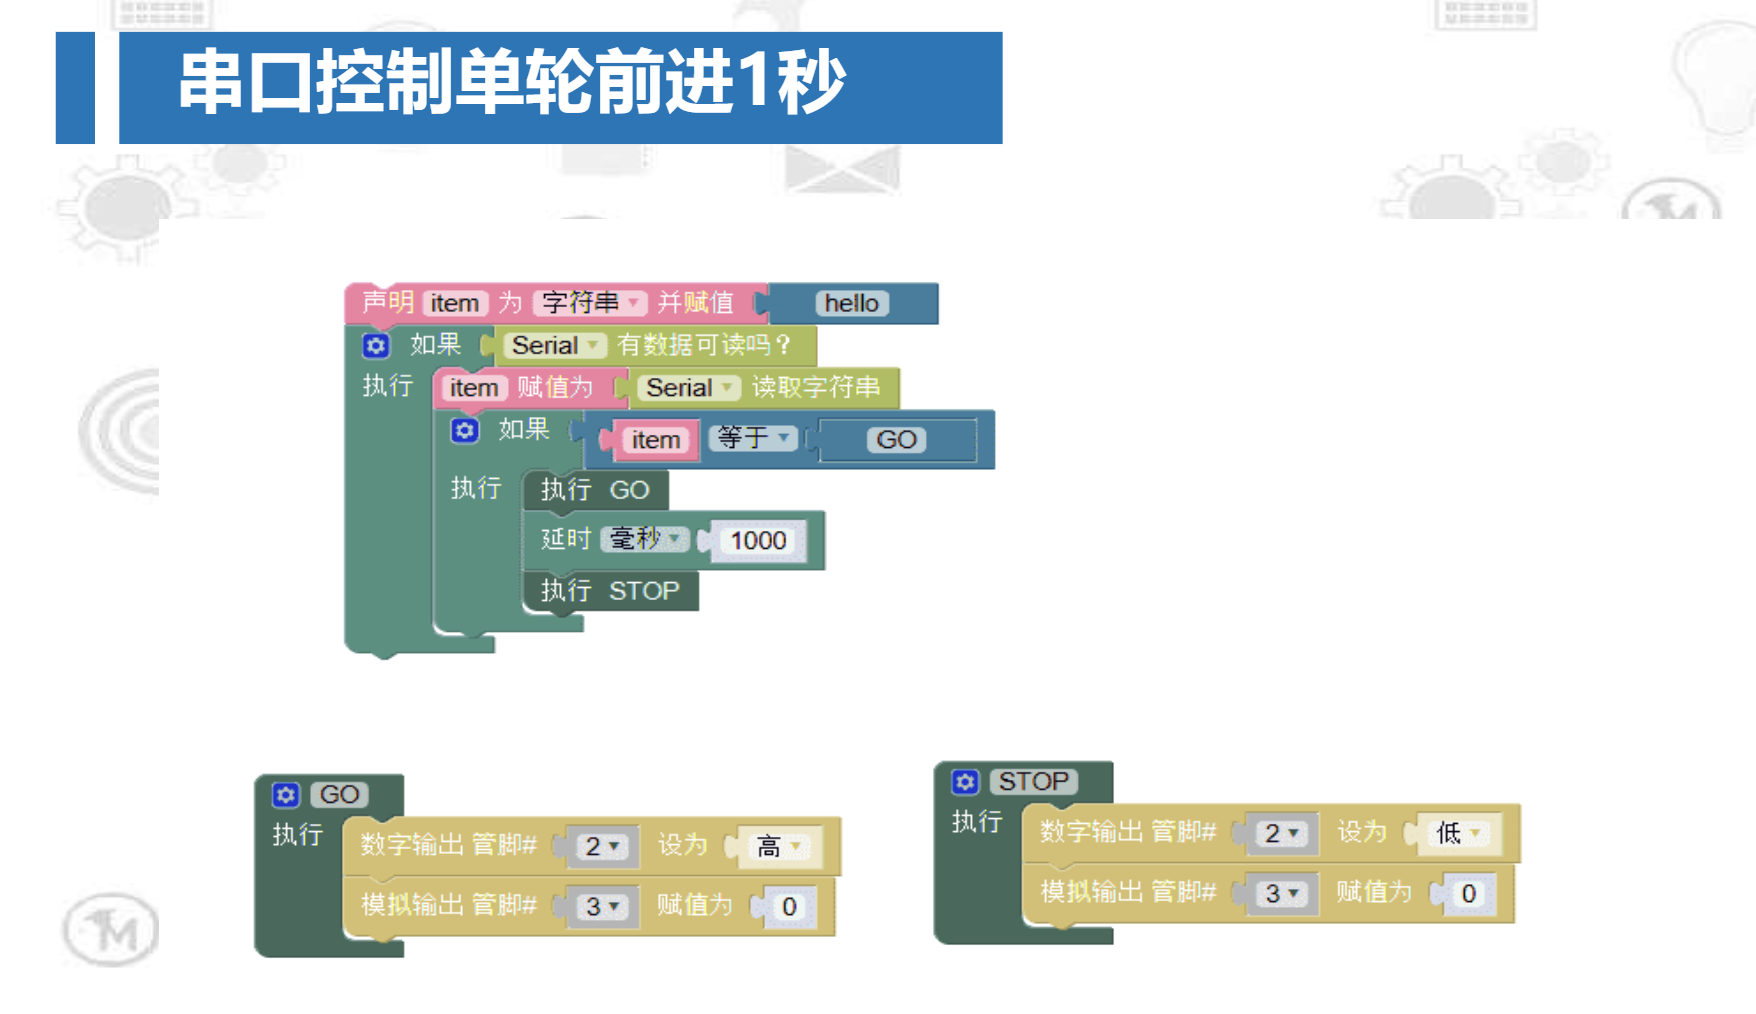 串口控制单轮前进1秒
声明 item 为 字符串 并赋值 hello
如果 Serial 有数据可读吗？
执行 item 赋值为 Serial 读取字符串
如果 item 等于 GO
执行 执行 GO
延时 毫秒 1000
执行 STOP
GO
执行 数字输出 管脚# 2 设为 高
模拟输出 管脚# 3 赋值为 0
STOP
执行 数字输出 管脚# 2 设为 低
模拟输出 管脚# 3 赋值为 0